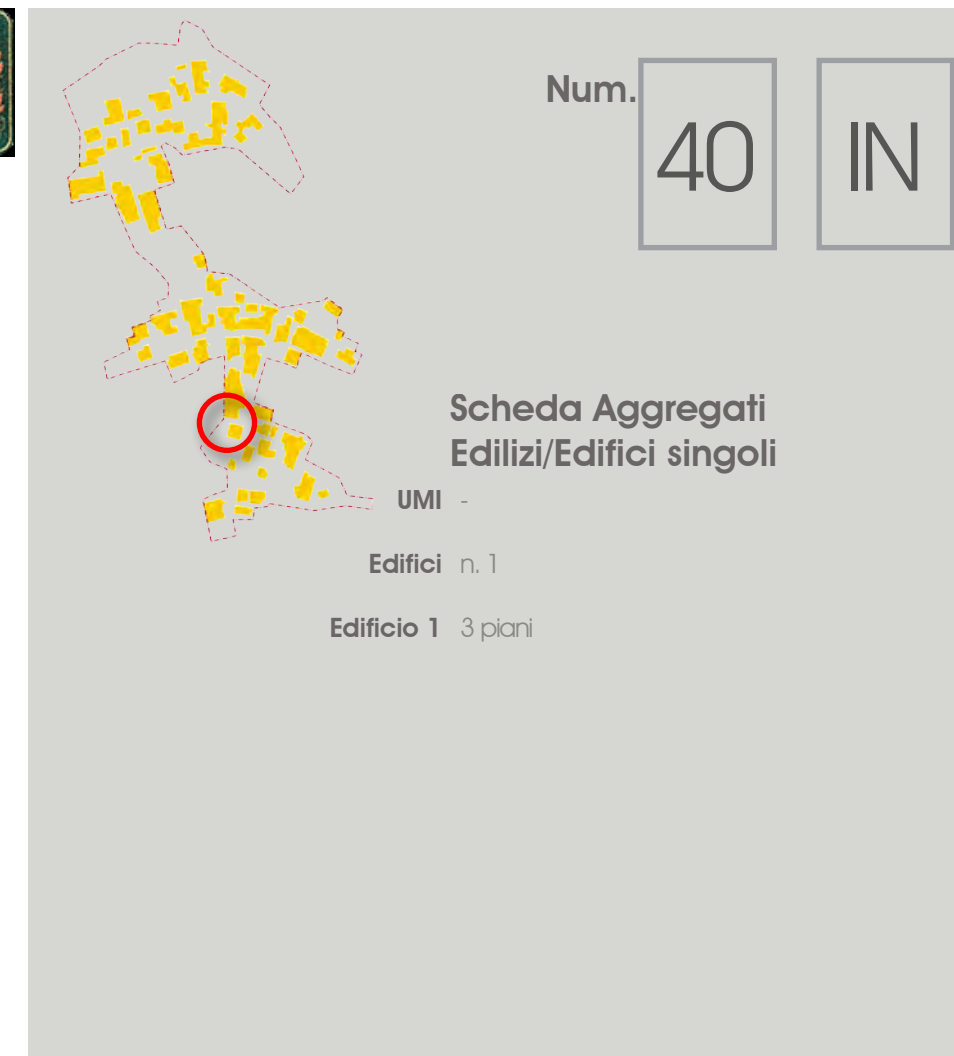 Num.
40
IN
Scheda Aggregati
Edilizi/Edifici singoli
UMI -
Edifici n. 1
Edificio 1 3 piani